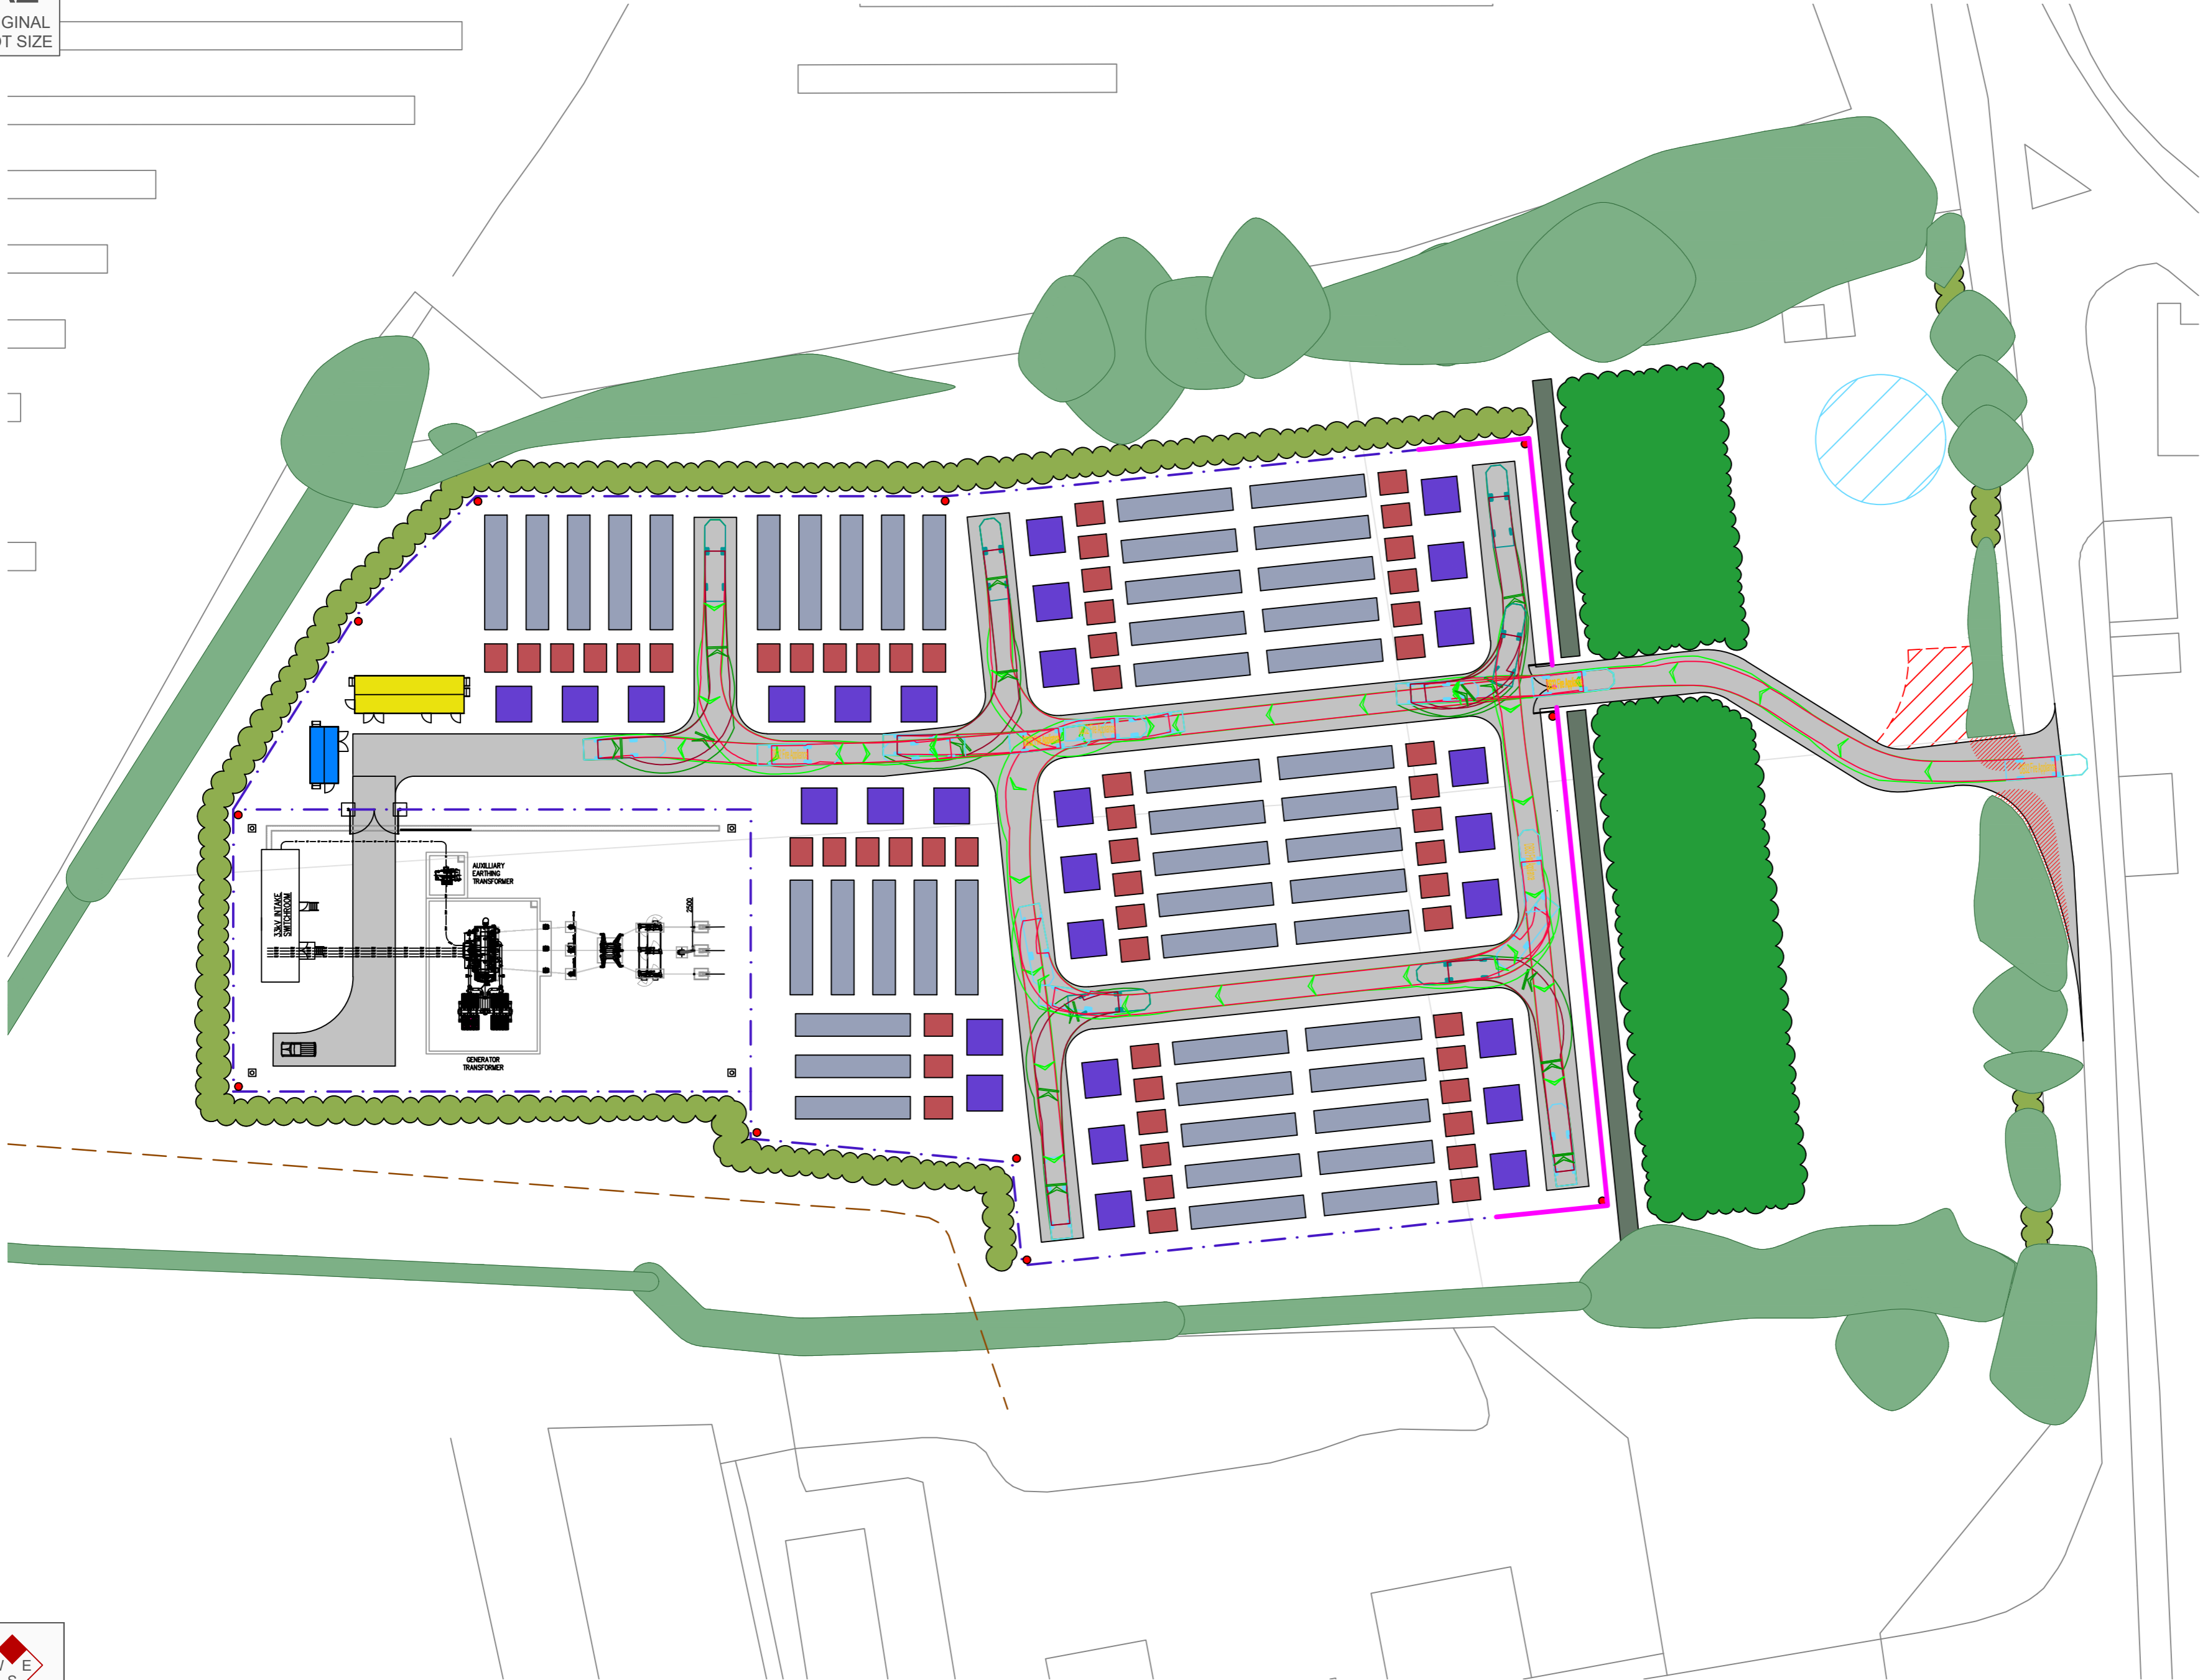 GINAL
T SIZE
AUXILLIARY
EARTHING
TRANSFORMER
33kV INTAKE
SWITCHROOM
2500
GENERATOR
TRANSFORMER
E
S